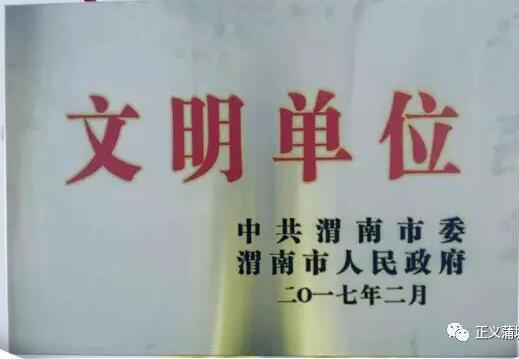 文明单位
中共渭南市委
渭南市人民政府
二〇一七年二月
正义蒲